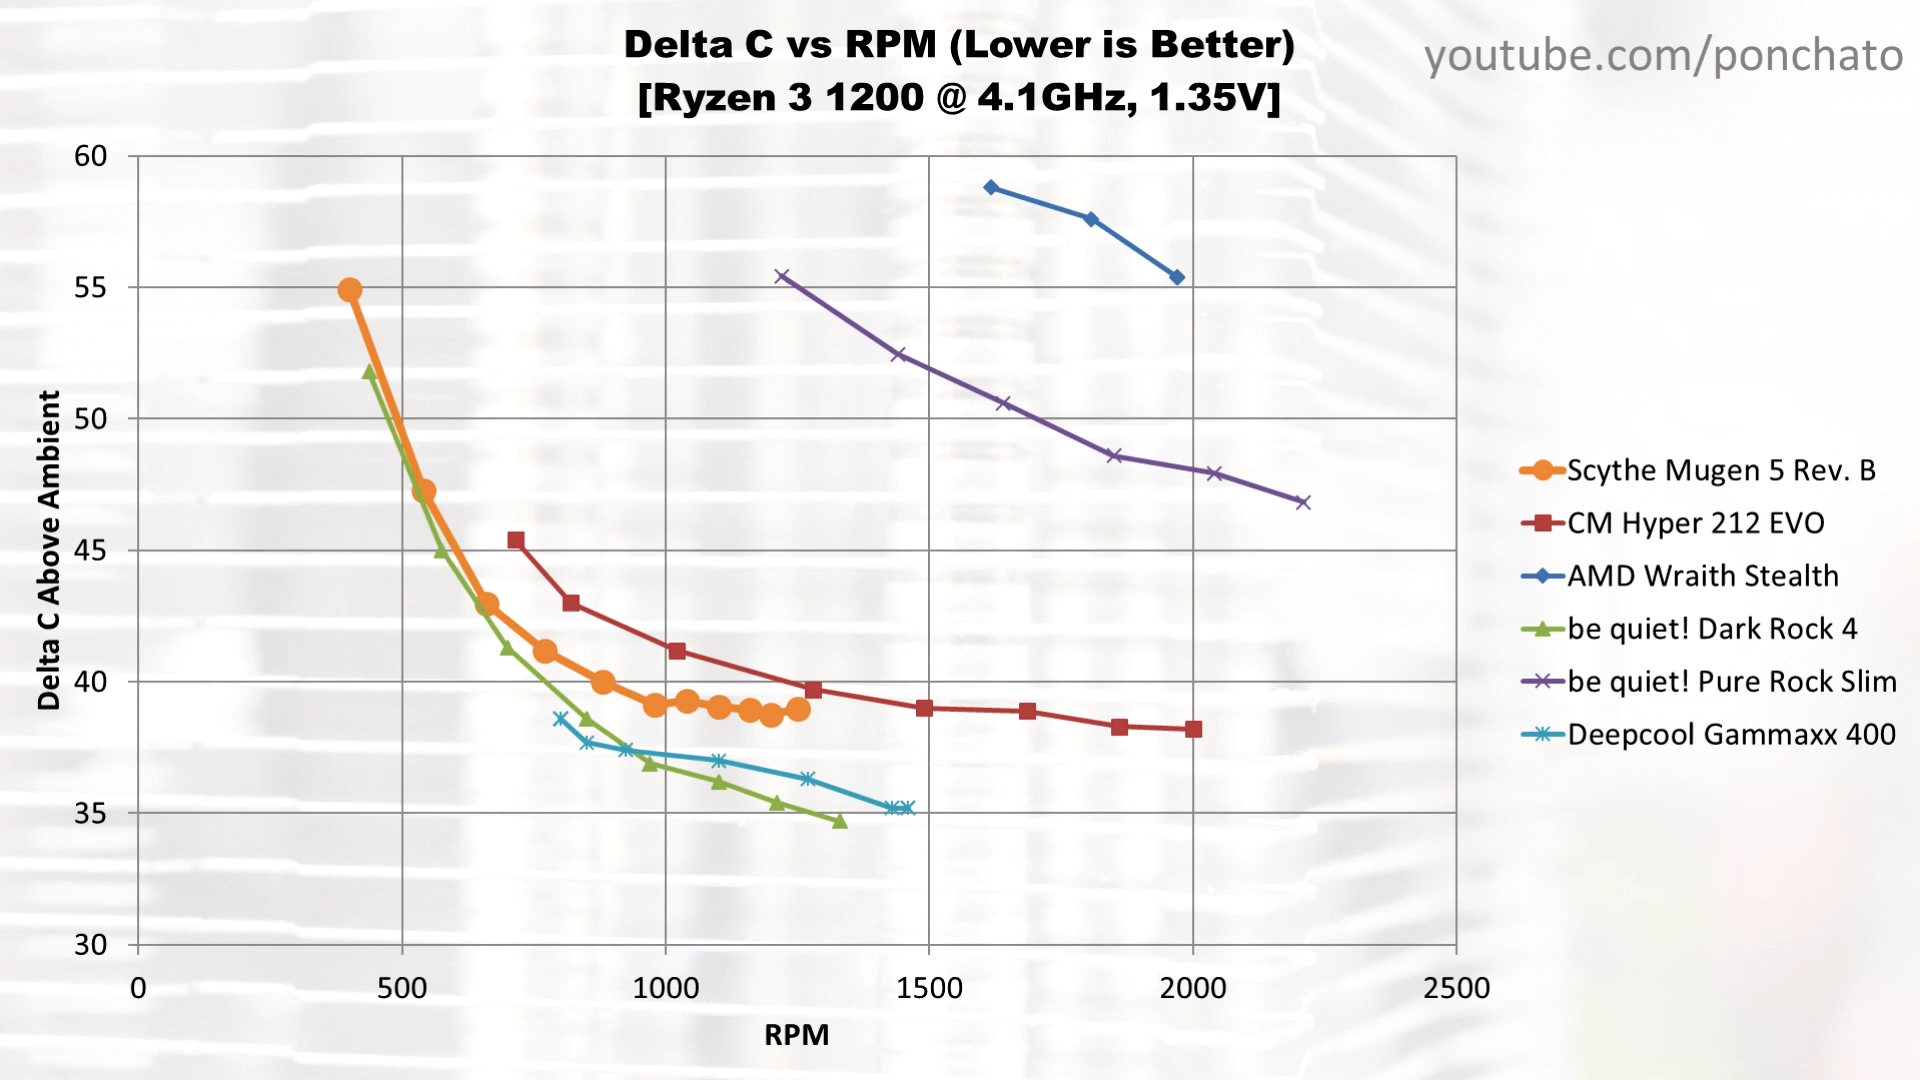 Delta C vs RPM (Lower is Better)
[Ryzen 3 1200 @ 4.1GHz, 1.35V]
youtube.com/ponchato
60
55
50
45
40
35
30
Delta C Above Ambient
0 500 1000 1500 2000 2500
RPM
Scythe Mugen 5 Rev. B
CM Hyper 212 EVO
AMD Wraith Stealth
be quiet! Dark Rock 4
be quiet! Pure Rock Slim
Deepcool Gammaxx 400